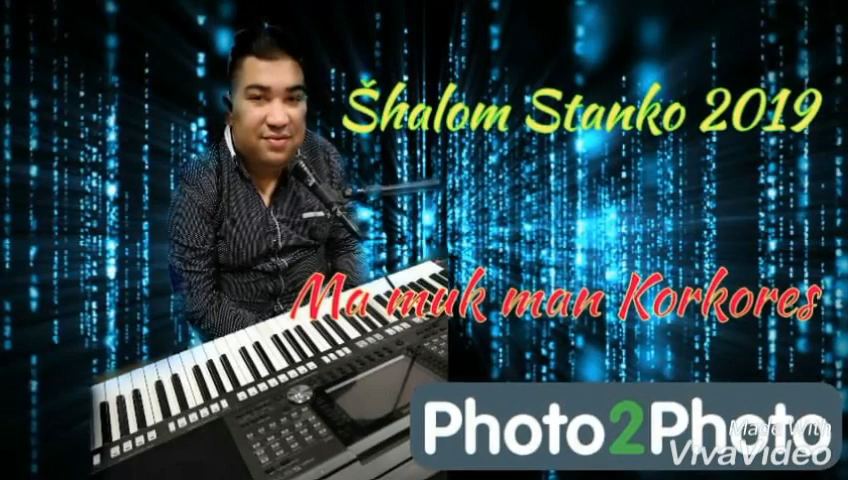 Šhalom Stanko 2019
Ma muk man Korkores
Photo2Photo
Made With
VivaVideo